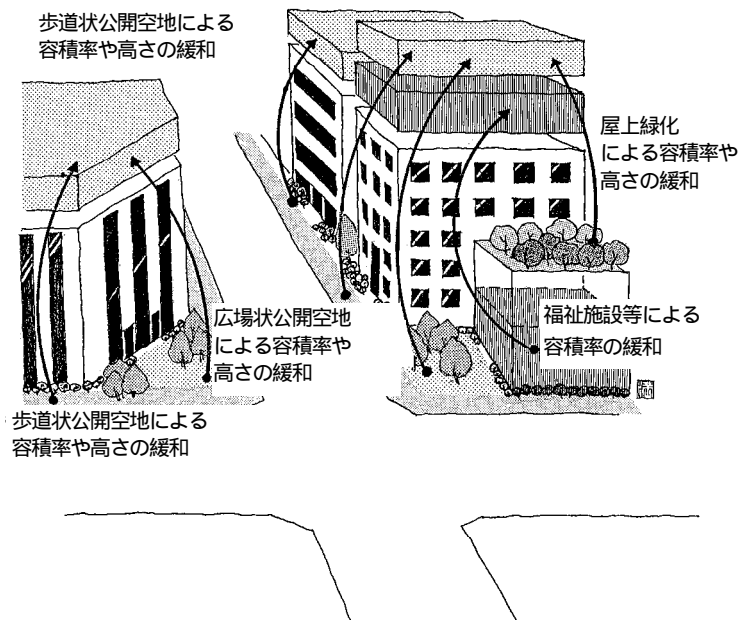 歩道状公開空地による
容積率や高さの緩和
屋上緑化
による容積率や
高さの緩和
広場状公開空地
による容積率や
高さの緩和
福祉施設等による
容積率の緩和
歩道状公開空地による
容積率や高さの緩和